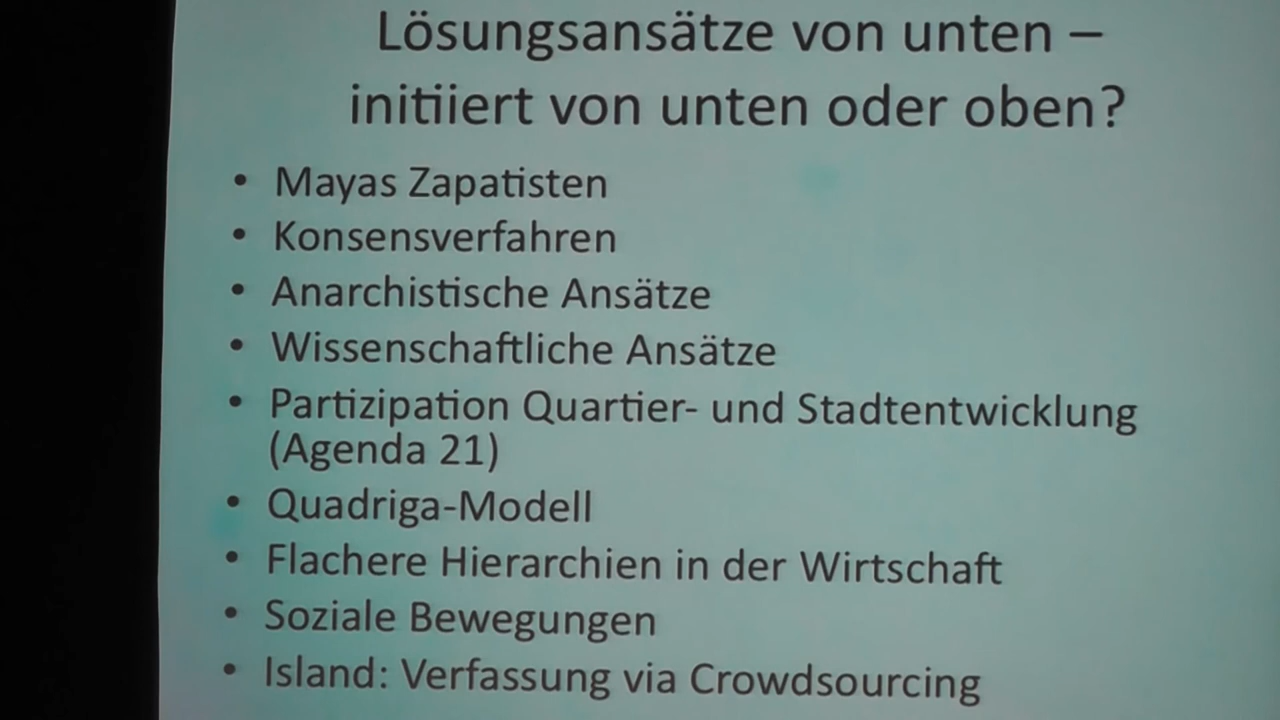 Lösungsansätze von unten –
initiiert von unten oder oben?
• Mayas Zapatisten
• Konsensverfahren
• Anarchistische Ansätze
• Wissenschaftliche Ansätze
• Partizipation Quartier- und Stadtentwicklung
(Agenda 21)
• Quadriga-Modell
• Flachere Hierarchien in der Wirtschaft
• Soziale Bewegungen
• Island: Verfassung via Crowdsourcing